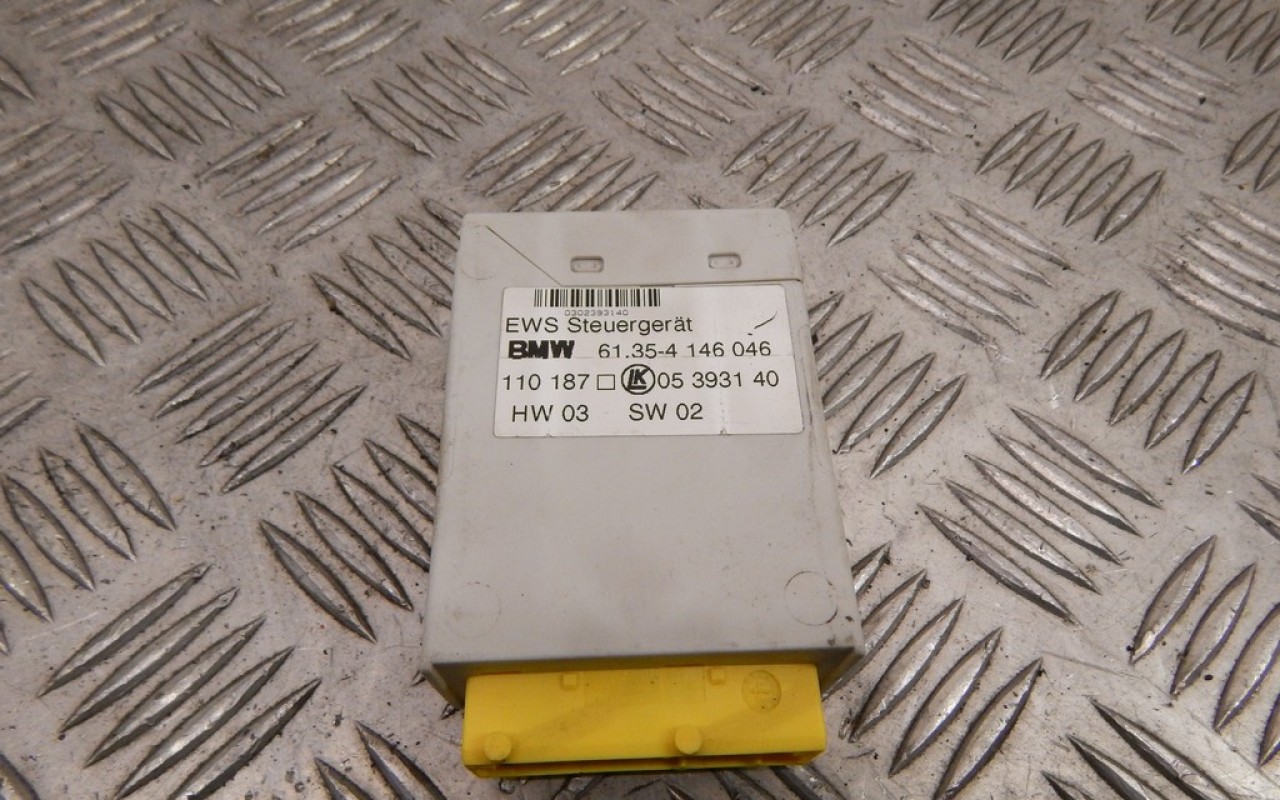 0302393140
EWS Steuergerät
BMW 61.35-4 146 046
110 187 □ LK 05 3931 40
HW 03 SW 02